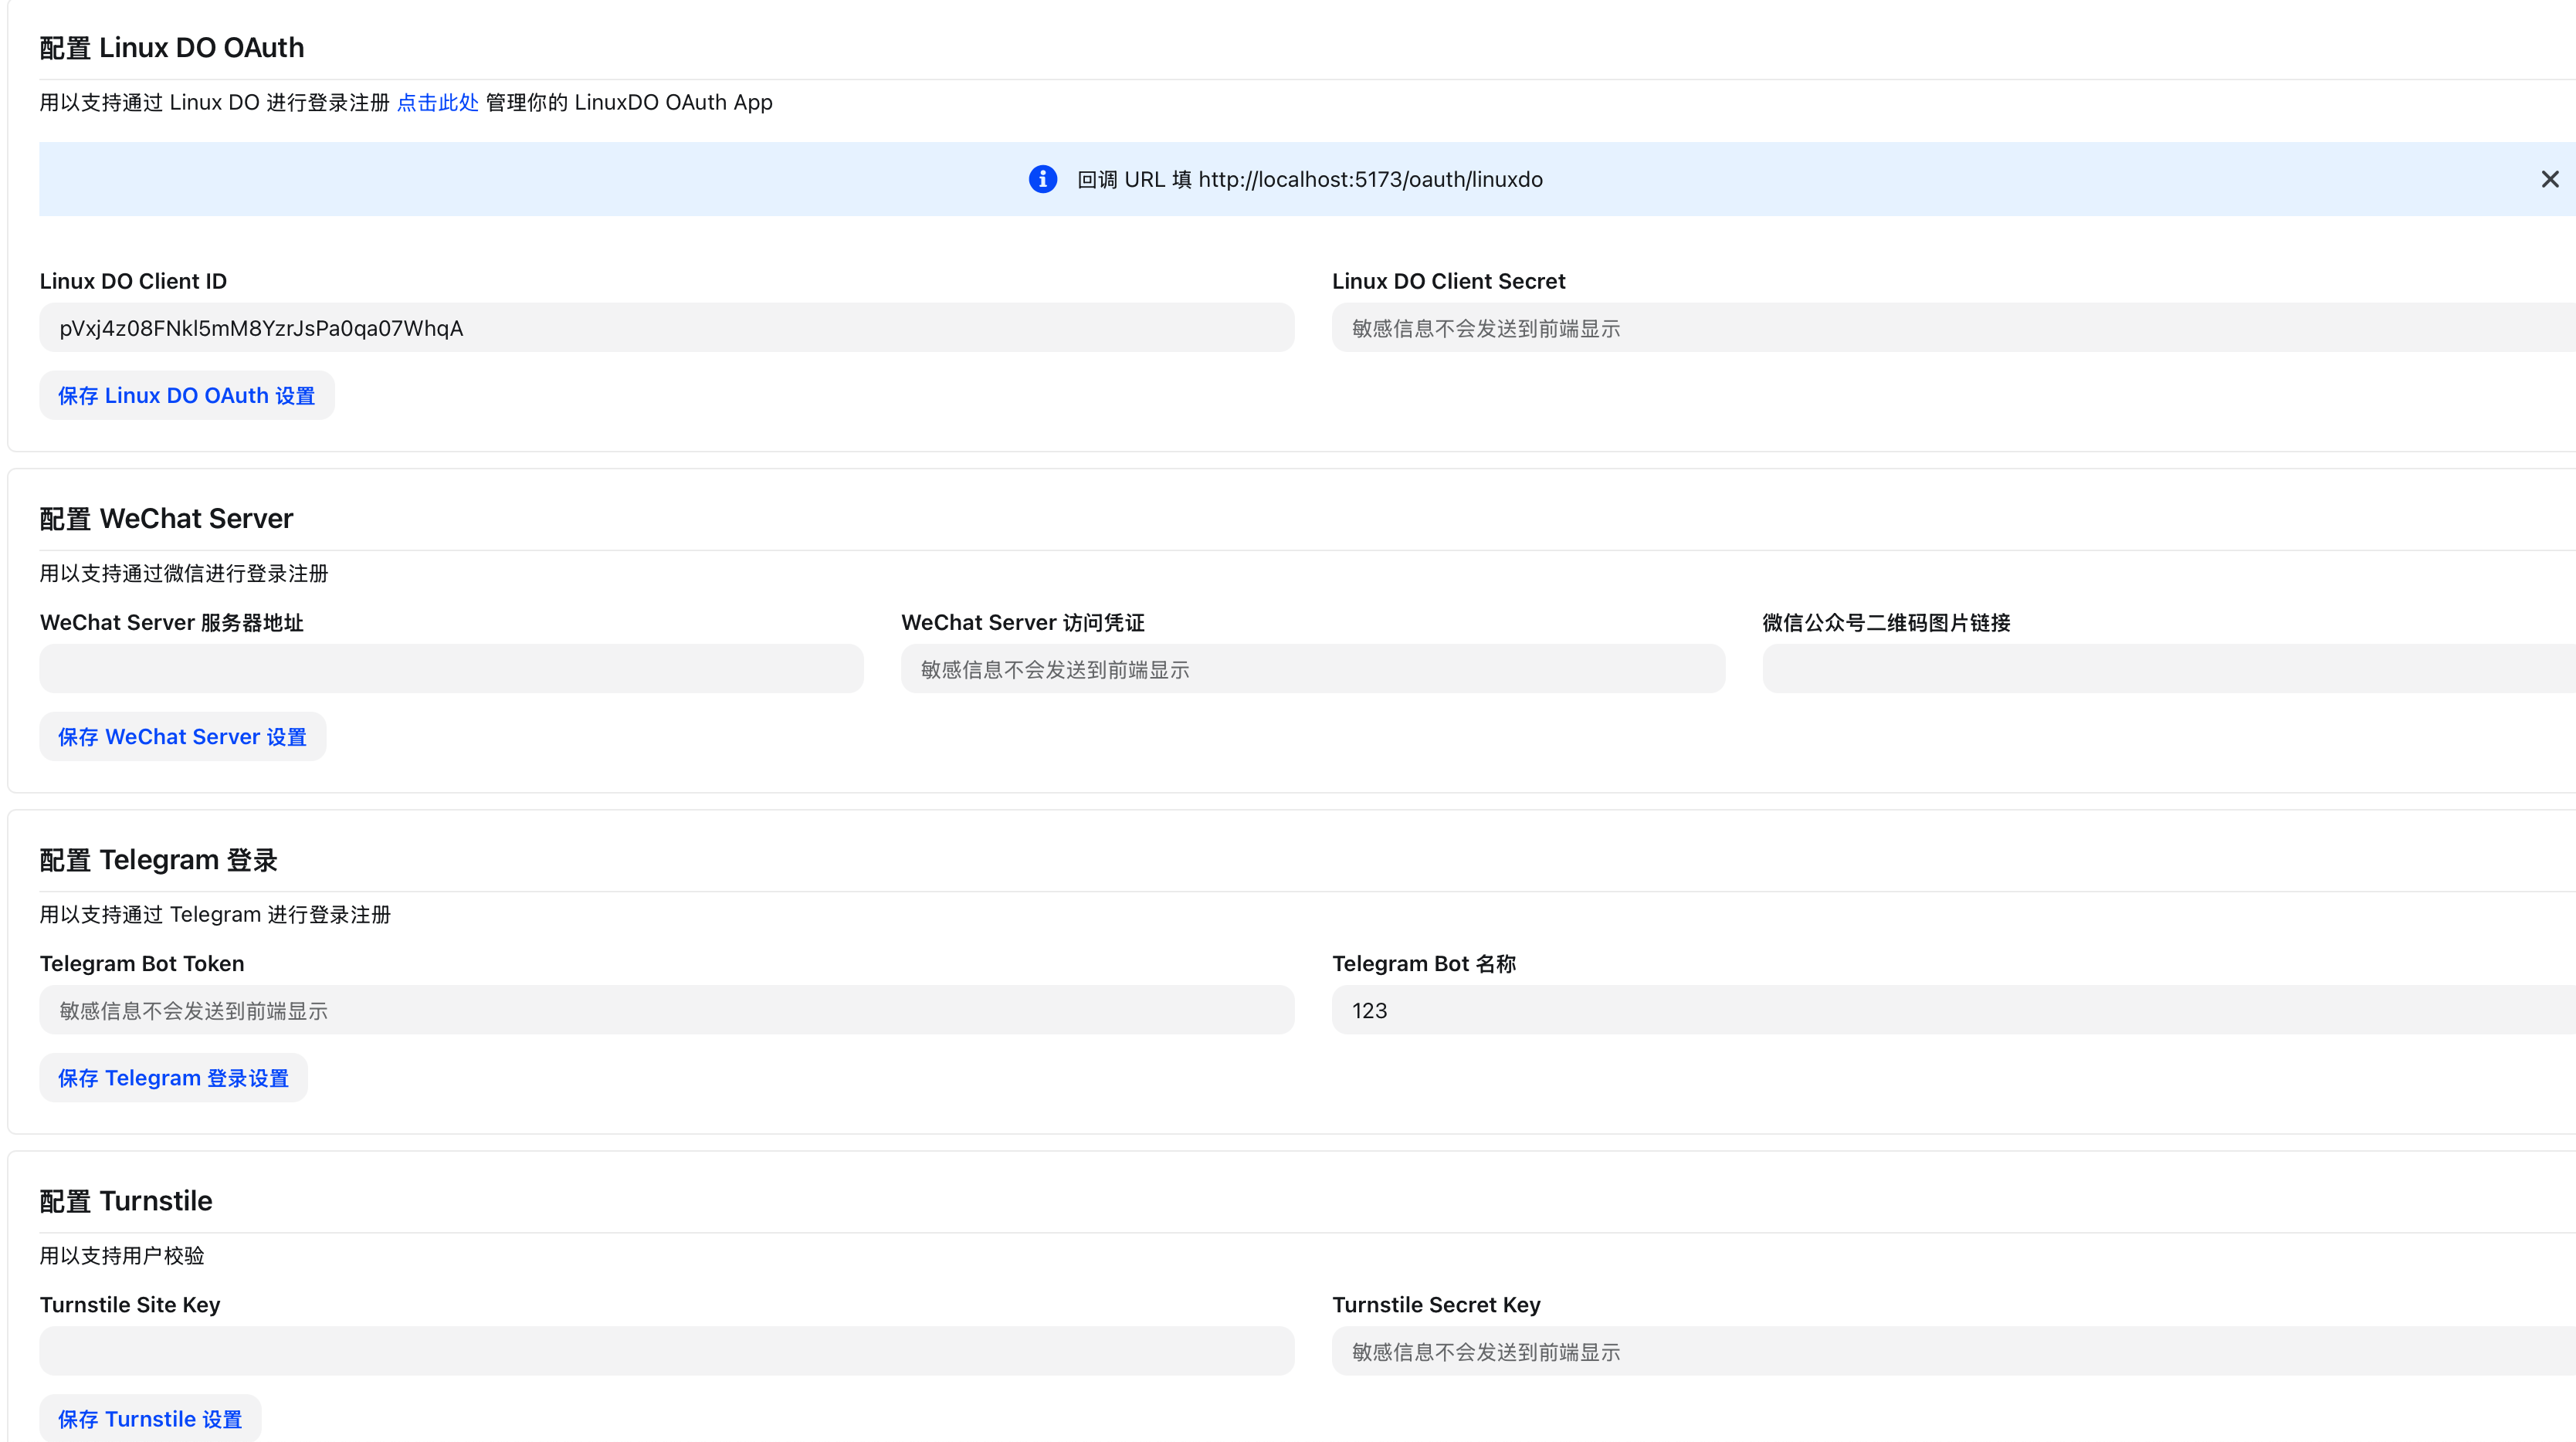 配置 Linux DO OAuth
用以支持通过 Linux DO 进行登录注册 点击此处 管理你的 LinuxDO OAuth App
回调 URL 填 http://localhost:5173/oauth/linuxdo
Linux DO Client ID
Linux DO Client Secret
pVxj4z08FNkl5mM8YzrJsPa0qa07WhqA
敏感信息不会发送到前端显示
保存 Linux DO OAuth 设置
配置 WeChat Server
用以支持通过微信进行登录注册
WeChat Server 服务器地址
WeChat Server 访问凭证
微信公众号二维码图片链接
敏感信息不会发送到前端显示
保存 WeChat Server 设置
配置 Telegram 登录
用以支持通过 Telegram 进行登录注册
Telegram Bot Token
Telegram Bot 名称
敏感信息不会发送到前端显示
123
保存 Telegram 登录设置
配置 Turnstile
用以支持用户校验
Turnstile Site Key
Turnstile Secret Key
敏感信息不会发送到前端显示
保存 Turnstile 设置